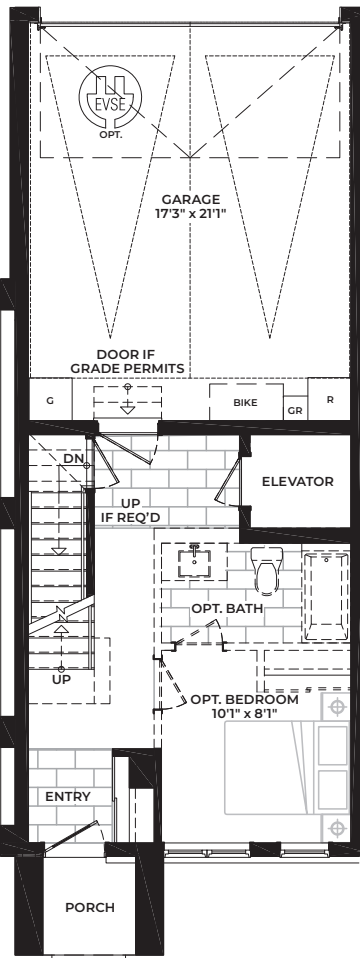 EVSE
OPT.
GARAGE
17'3" x 21'1"
DOOR IF
GRADE PERMITS
G
BIKE
GR
R
DN
ELEVATOR
UP
IF REQ'D
OPT. BATH
UP
OPT. BEDROOM
10'1" x 8'1"
ENTRY
PORCH